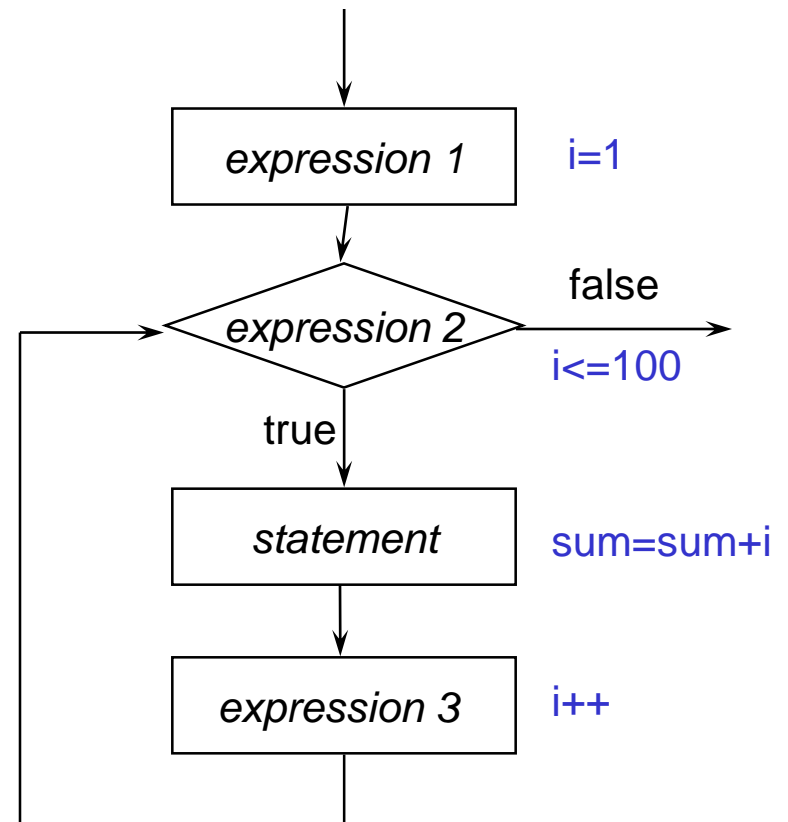 expression 1 i=1
false
expression 2
i<=100
true
statement sum=sum+i
expression 3 i++